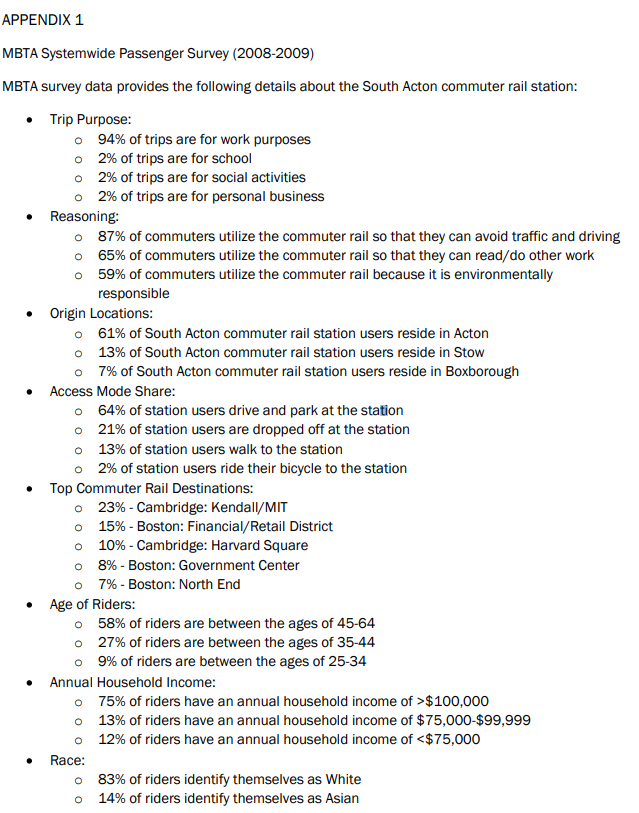 APPENDIX 1
MBTA Systemwide Passenger Survey (2008-2009)
MBTA survey data provides the following details about the South Acton commuter rail station:
• Trip Purpose:
o 94% of trips are for work purposes
o 2% of trips are for school
o 2% of trips are for social activities
o 2% of trips are for personal business
• Reasoning:
o 87% of commuters utilize the commuter rail so that they can avoid traffic and driving
o 65% of commuters utilize the commuter rail so that they can read/do other work
o 59% of commuters utilize the commuter rail because it is environmentally
responsible
• Origin Locations:
o 61% of South Acton commuter rail station users reside in Acton
o 13% of South Acton commuter rail station users reside in Stow
o 7% of South Acton commuter rail station users reside in Boxborough
• Access Mode Share:
o 64% of station users drive and park at the station
o 21% of station users are dropped off at the station
o 13% of station users walk to the station
o 2% of station users ride their bicycle to the station
• Top Commuter Rail Destinations:
o 23% - Cambridge: Kendall/MIT
o 15% - Boston: Financial/Retail District
o 10% - Cambridge: Harvard Square
o 8% - Boston: Government Center
o 7% - Boston: North End
• Age of Riders:
o 58% of riders are between the ages of 45-64
o 27% of riders are between the ages of 35-44
o 9% of riders are between the ages of 25-34
• Annual Household Income:
o 75% of riders have an annual household income of >$100,000
o 13% of riders have an annual household income of $75,000-$99,999
o 12% of riders have an annual household income of <$75,000
• Race:
o 83% of riders identify themselves as White
o 14% of riders identify themselves as Asian